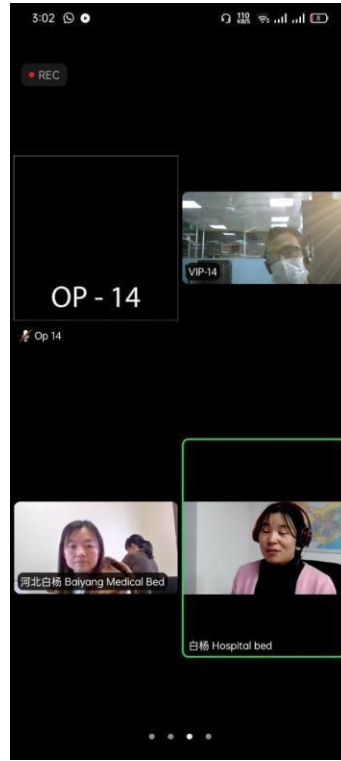 3:02
110 KB/S
8
REC
OP - 14
VIP-14
Op 14
河北白杨 Baiyang Medical Bed
白杨 Hospital bed